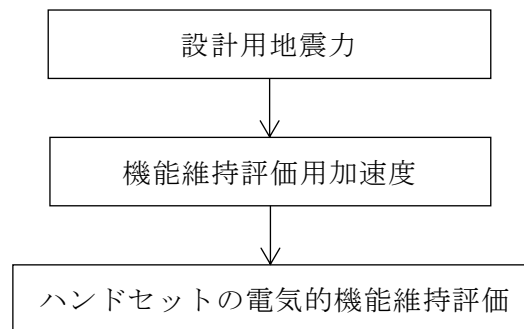 設計用地震力
機能維持評価用加速度
ハンドセットの電気的機能維持評価